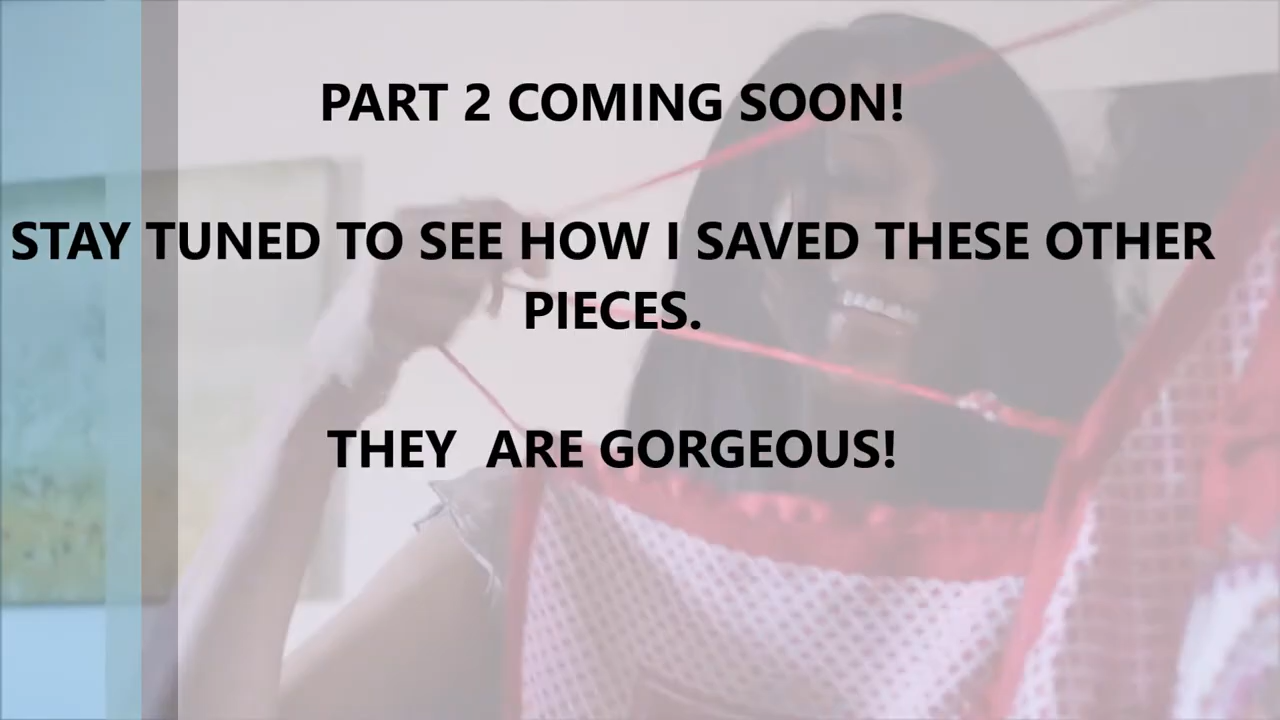 PART 2 COMING SOON!
STAY TUNED TO SEE HOW I SAVED THESE OTHER
PIECES.
THEY  ARE GORGEOUS!